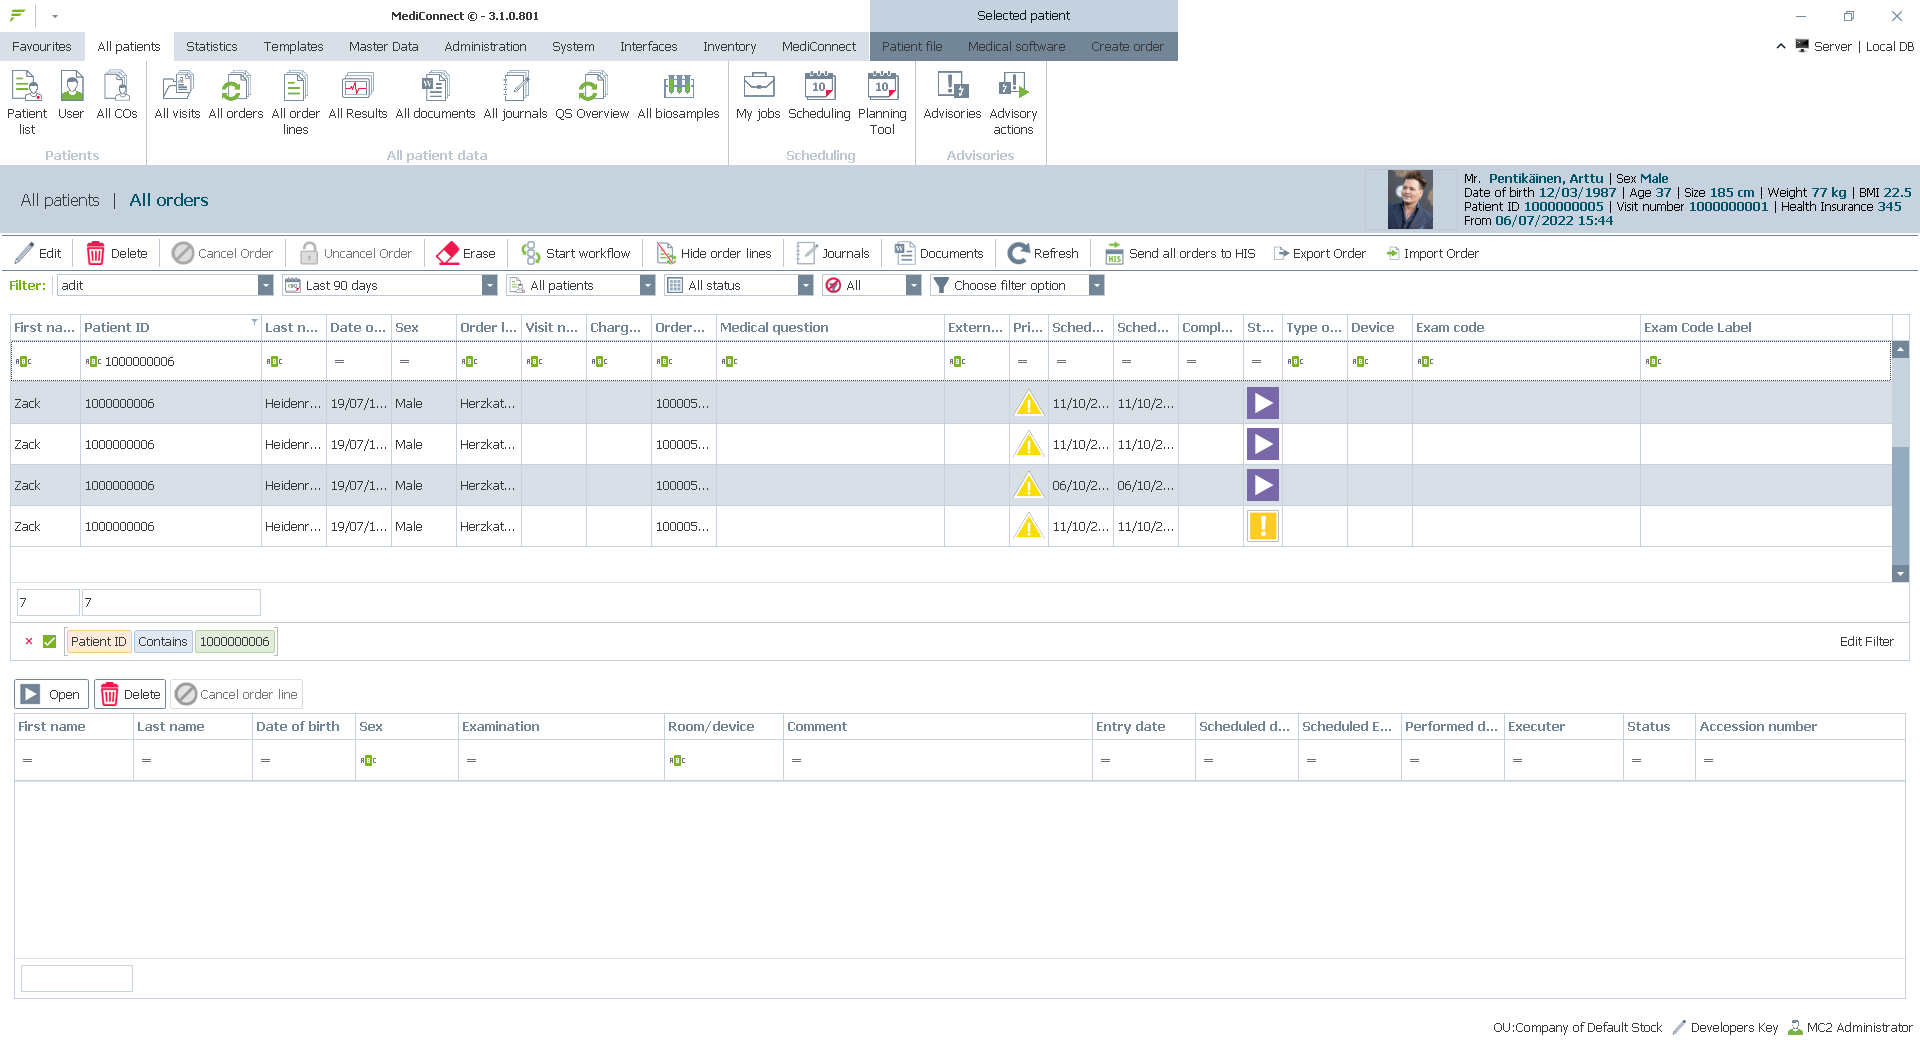 MediConnect © - 3.1.0.801
Selected patient
Favourites All patients Statistics Templates Master Data Administration System Interfaces Inventory MediConnect Patient file Medical software Create order
Server | Local DB
Patient list User All COs All visits All orders All order lines All Results All documents All journals QS Overview All biosamples My jobs Scheduling Planning Tool Advisories Advisory actions
Patients All patient data Scheduling Advisories
All patients | All orders
Mr. Pentikäinen, Arttu | Sex Male
Date of birth 12/03/1987 | Age 37 | Size 185 cm | Weight 77 kg | BMI 22.5
Patient ID 1000000005 | Visit number 1000000001 | Health Insurance 345
From 06/07/2022 15:44
Edit Delete Cancel Order Uncancel Order Erase Start workflow Hide order lines Journals Documents Refresh Send all orders to HIS Export Order Import Order
Filter: adit Last 90 days All patients All status All Choose filter option
First na... Patient ID Last n... Date o... Sex Order l... Visit n... Charg... Order... Medical question Extern... Pri... Sched... Sched... Compl... St... Type o... Device Exam code Exam Code Label
1000000006
Zack 1000000006 Heidenr... 19/07/1... Male Herzkat... 100005... 11/10/2... 11/10/2...
Zack 1000000006 Heidenr... 19/07/1... Male Herzkat... 100005... 11/10/2... 11/10/2...
Zack 1000000006 Heidenr... 19/07/1... Male Herzkat... 100005... 06/10/2... 06/10/2...
Zack 1000000006 Heidenr... 19/07/1... Male Herzkat... 100005... 11/10/2... 11/10/2...
7 7
Patient ID Contains 1000000006 Edit Filter
Open Delete Cancel order line
First name Last name Date of birth Sex Examination Room/device Comment Entry date Scheduled d... Scheduled E... Performed d... Executer Status Accession number
OU:Company of Default Stock Developers Key MC2 Administrator